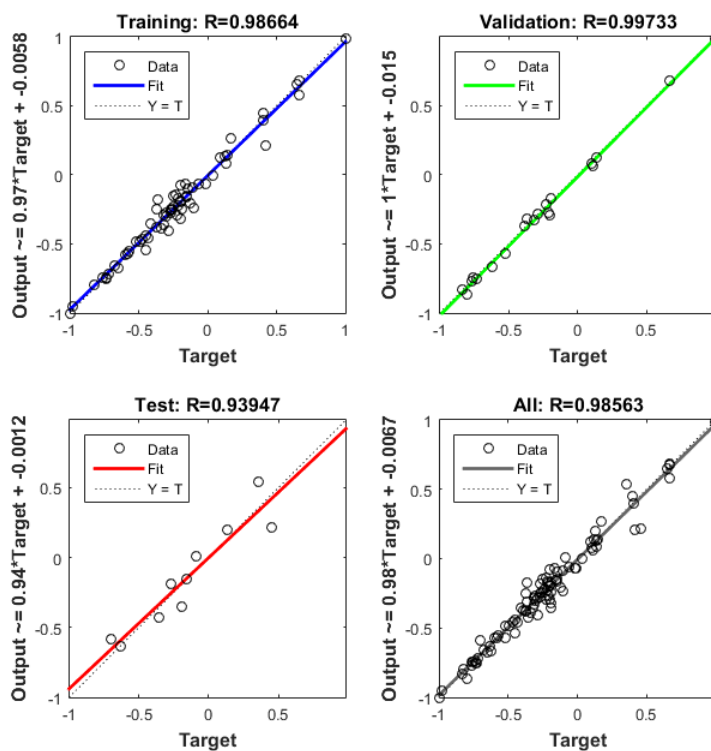 Training: R=0.98664
Output ~= 0.97*Target + -0.0058
1
0.5
0
-0.5
-1
Data
Fit
Y = T
-1
-0.5
0
0.5
1
Target
Validation: R=0.99733
Output ~= 1*Target + -0.015
1
0.5
0
-0.5
-1
Data
Fit
Y = T
-1
-0.5
0
0.5
Target
Test: R=0.93947
Output ~= 0.94*Target + -0.0012
0.5
0
-0.5
-1
Data
Fit
Y = T
-1
-0.5
0
0.5
Target
All: R=0.98563
Output ~= 0.98*Target + -0.0067
1
0.5
0
-0.5
-1
Data
Fit
Y = T
-1
-0.5
0
0.5
Target